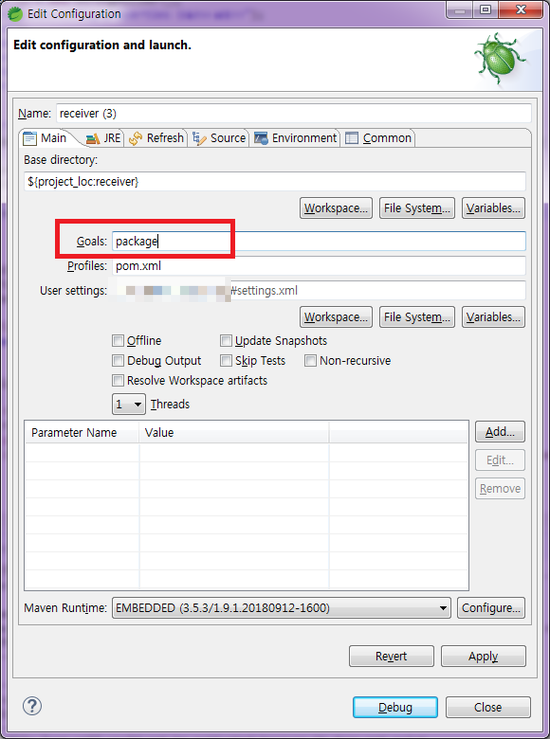 Edit Configuration
Edit configuration and launch.
Name: receiver (3)
Main JRE Refresh Source Environment Common
Base directory:
${project_loc:receiver}
Workspace... File System... Variables...
Goals: package
Profiles: pom.xml
User settings: #settings.xml
Workspace... File System... Variables...
Offline Update Snapshots
Debug Output Skip Tests Non-recursive
Resolve Workspace artifacts
1 Threads
Parameter Name Value
Add...
Edit...
Remove
Maven Runtime: EMBEDDED (3.5.3/1.9.1.20180912-1600) Configure...
Revert Apply
? Debug Close